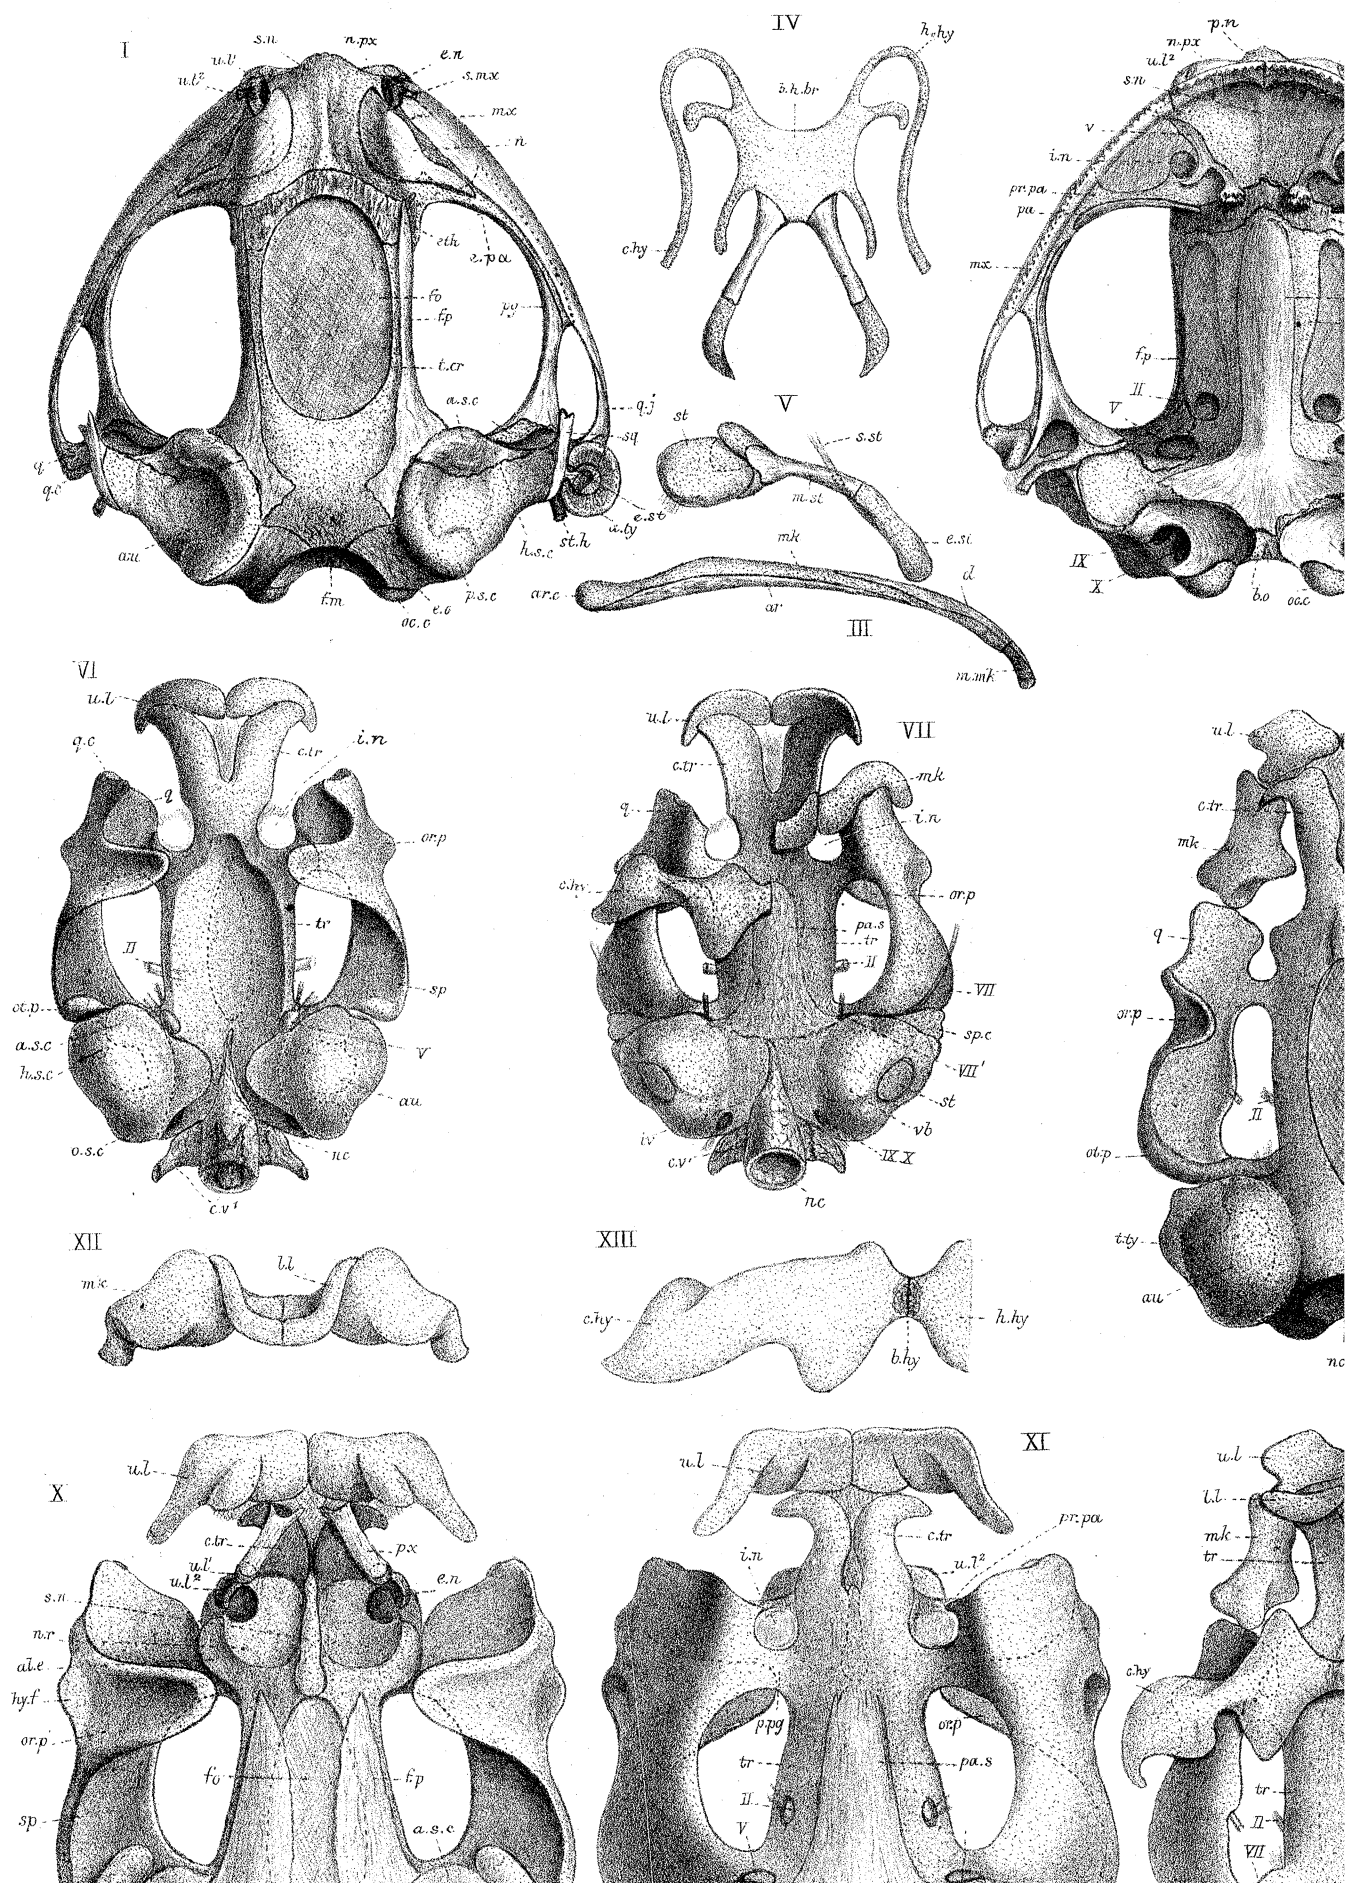 I
s.n
n.px
u.l¹
e.n
u.l²
s.mx
mx
n
eth
e.pa
fo
f.p
pg
t.cr
a.s.c
q.j
sq
q
q.c
e.st
a.ty
au
h.s.c
st.h
f.m
p.s.c
e.o
oc.c
IV
h.hy
b.h.br
c.hy
V
st
s.st
m.st
e.st
mk
d
ar.c
ar
III
m.mk
p.n
n.px
u.l²
s.n
v
i.n
pr.pa
pa
mx
f.p
II
V
IX
X
b.o
oc.c
VI
u.l
q.c
c.tr
i.n
q
or.p
tr
II
sp
ot.p
a.s.c
V
h.s.c
au
o.s.c
nc
c.v¹
VII
u.l
c.tr
mk
q
i.n
c.hy
or.p
pa.s
tr
II
VII
sp.c
VII'
st
iv
vb
c.v¹
IX.X
nc
u.l
c.tr
mk
q
or.p
II
ot.p
t.ty
au
nc
XII
l.l
mk
XIII
c.hy
h.hy
b.hy
X
u.l
c.tr
px
u.l¹
u.l²
e.n
s.n
n.r
al.e
hy.f
or.p
fo
f.p
sp
a.s.c
XI
u.l
pr.pa
c.tr
i.n
u.l²
p.pg
or.p
tr
pa.s
II
V
u.l
l.l
mk
tr
c.hy
tr
II
VII